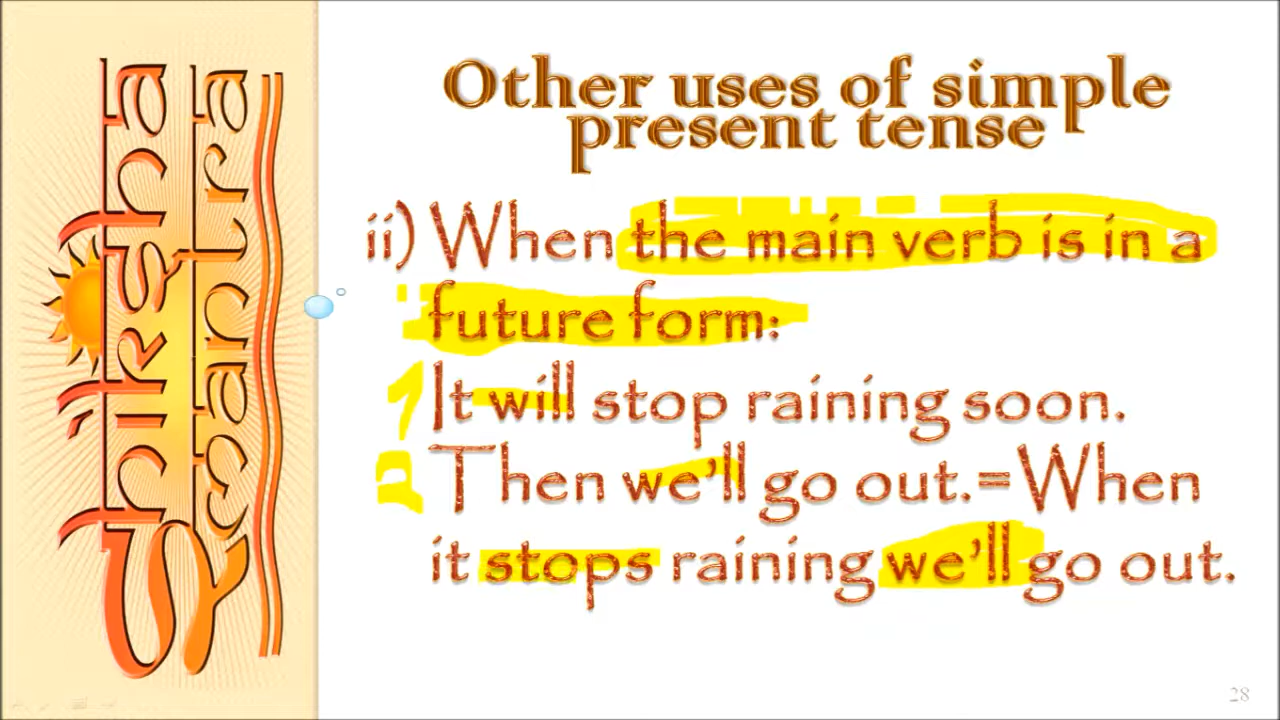 Shiksha
Mantra
Other uses of simple
present tense
ii) When the main verb is in a
future form:
It will stop raining soon.
Then we'll go out.=When
it stops raining we'll go out.
28